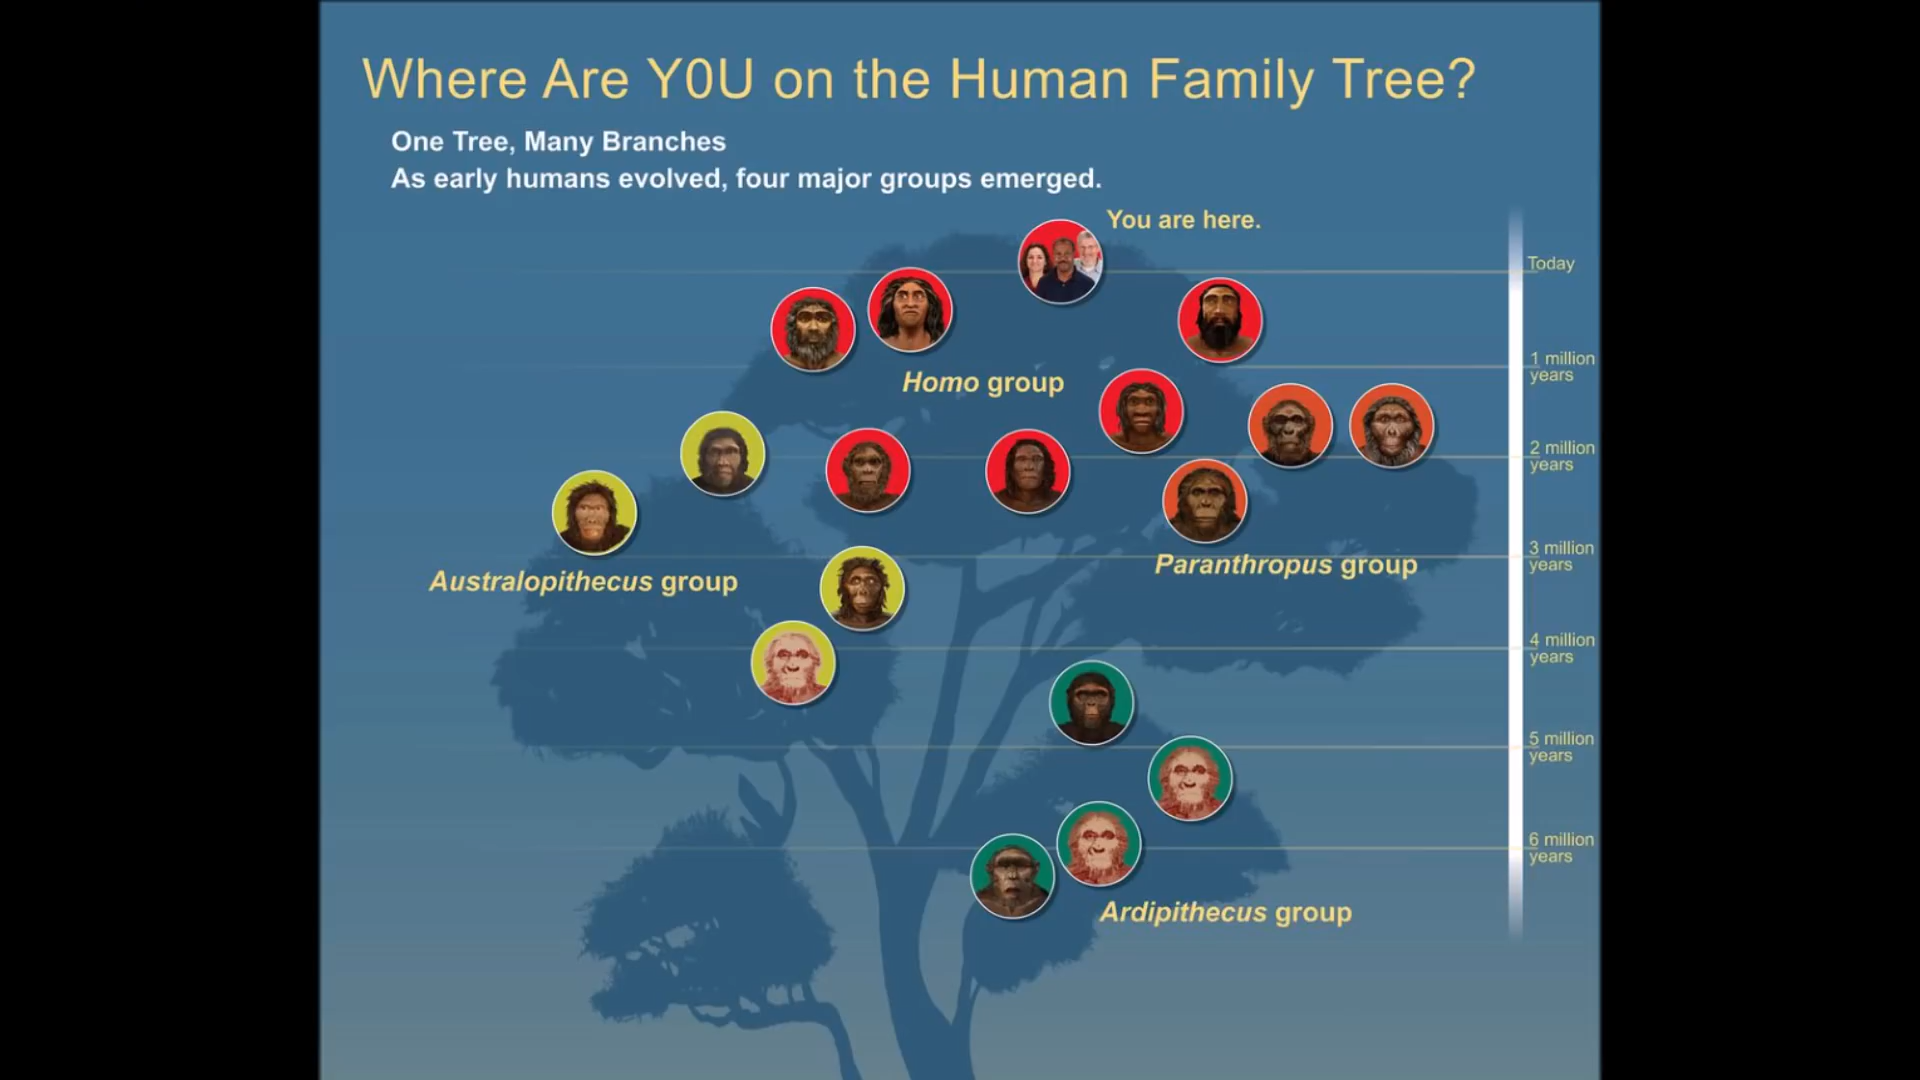 Where Are Y0U on the Human Family Tree?
One Tree, Many Branches
As early humans evolved, four major groups emerged.
You are here.
Today
1 million
years
Homo group
2 million
years
3 million
years
Paranthropus group
Australopithecus group
4 million
years
5 million
years
6 million
years
Ardipithecus group